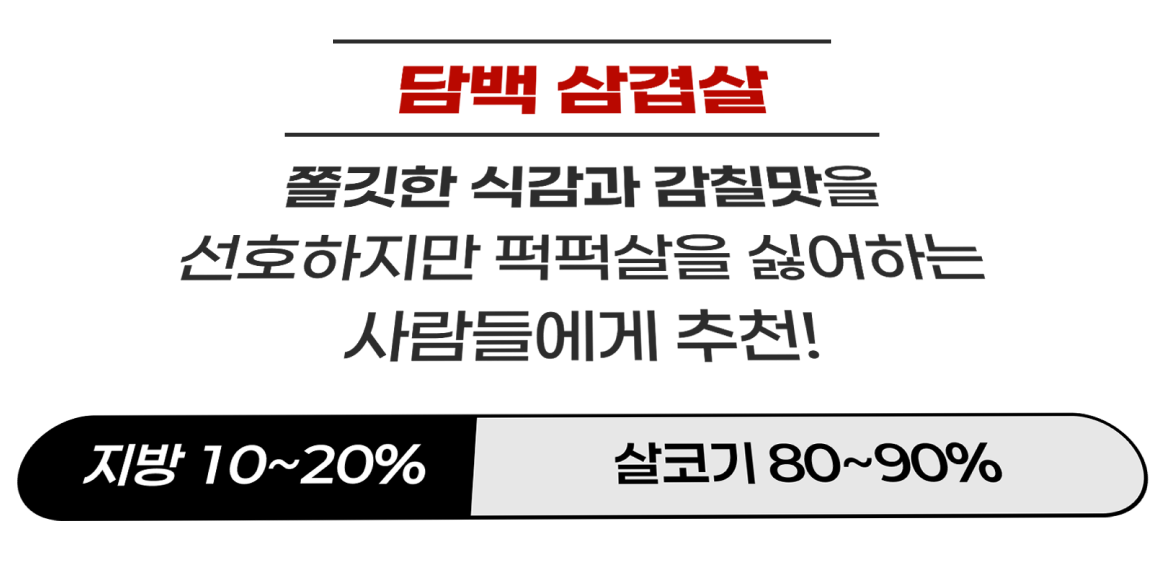 담백 삼겹살
쫄깃한 식감과 감칠맛을
선호하지만 퍽퍽살을 싫어하는
사람들에게 추천!
지방 10~20% 살코기 80~90%